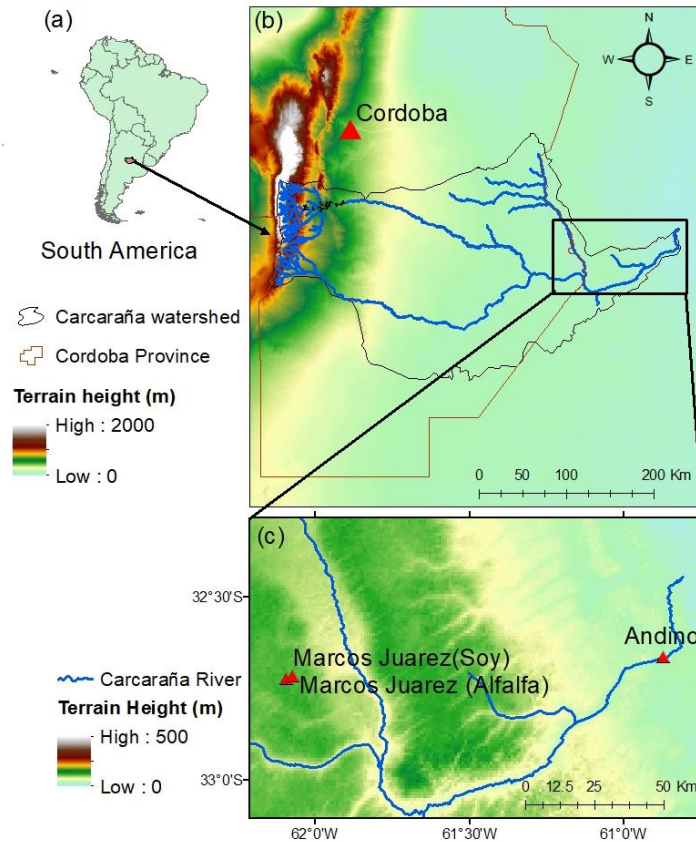 (a)
South America
Carcaraña watershed
Cordoba Province
Terrain height (m)
High : 2000
Low : 0
(b)
N
W E
S
Cordoba
0 50 100 200 Km
Carcaraña River
Terrain Height (m)
High : 500
Low : 0
(c)
32°30'S
33°0'S
Marcos Juarez(Soy)
Marcos Juarez (Alfalfa)
Andino
0 12.5 25 50 Km
62°0'W 61°30'W 61°0'W